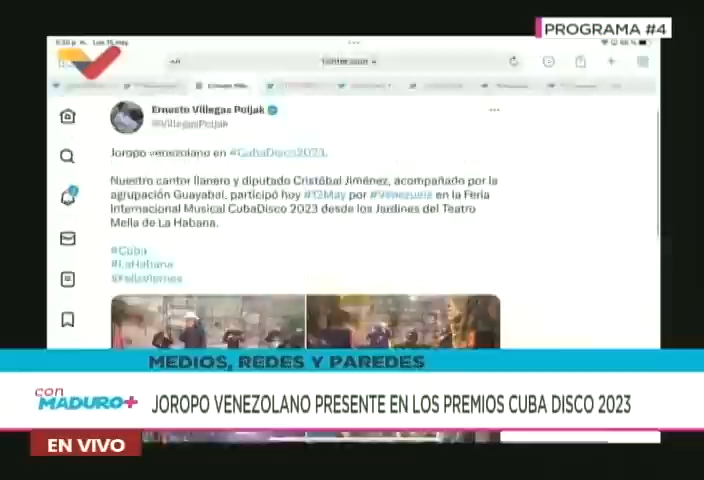 PROGRAMA #4
Ernesto Villegas Poljak
@VillegasPoljak
Joropo venezolano en #CubaDisco2023.
Nuestro cantor llanero y diputado Cristóbal Jiménez, acompañado por la
agrupación Guayabal, participó hoy #12May por #Venezuela en la Feria
Internacional Musical CubaDisco 2023 desde los Jardines del Teatro
Mella de La Habana.
#Cuba
#LaHabana
#FelizViernes
MEDIOS, REDES Y PAREDES
con
MADURO+
JOROPO VENEZOLANO PRESENTE EN LOS PREMIOS CUBA DISCO 2023
EN VIVO